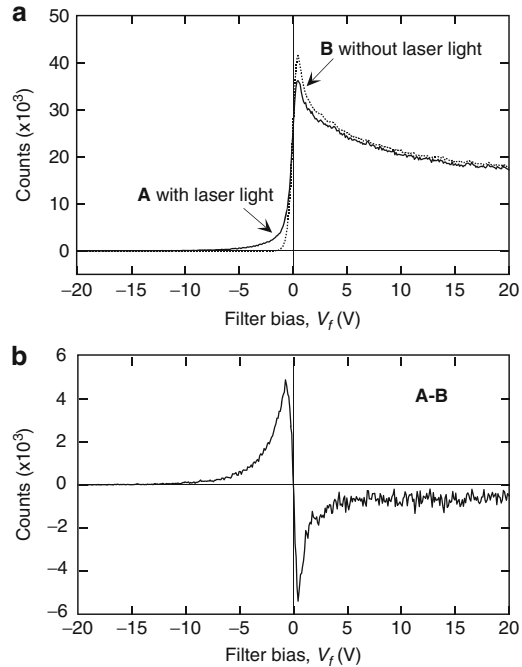 a
50
40
30
20
10
0
Counts (x10³)
B without laser light
A with laser light
−20 −15 −10 −5 0 5 10 15 20
Filter bias, V_f (V)
b
6
4
2
0
−2
−4
−6
Counts (x10³)
A-B
−20 −15 −10 −5 0 5 10 15 20
Filter bias, V_f (V)